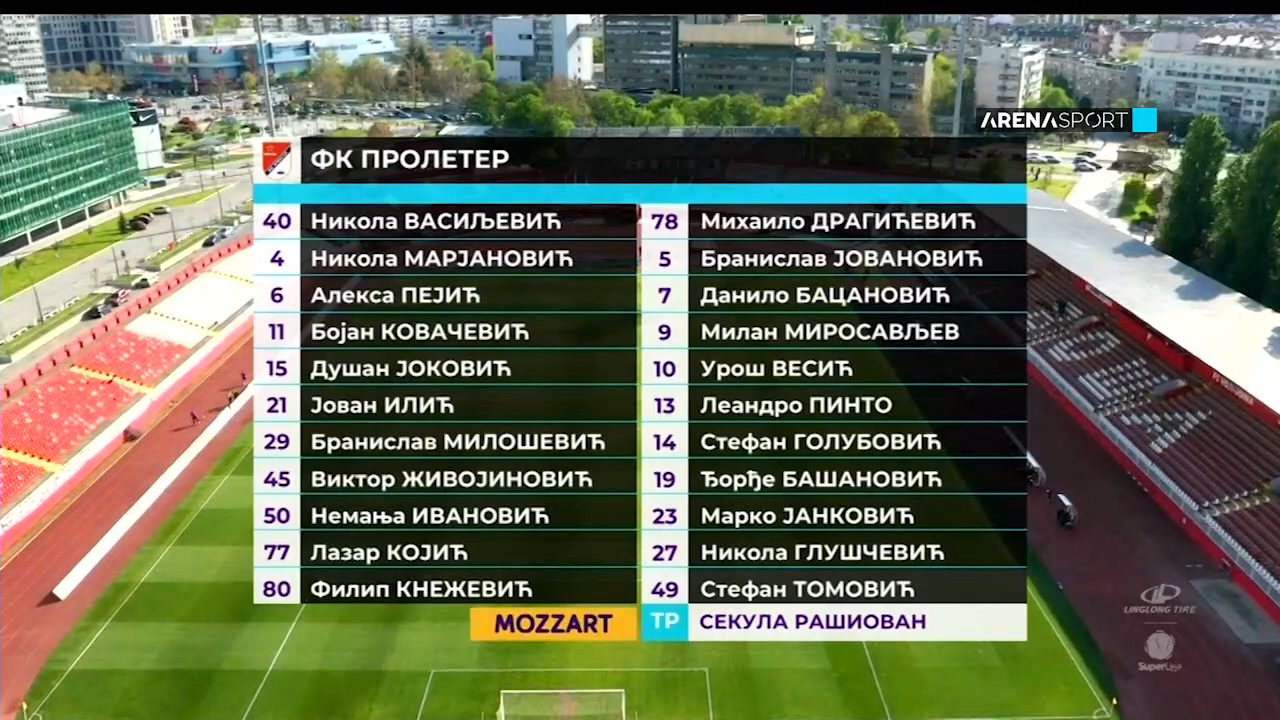 ARENASPORT
ФК ПРОЛЕТЕР
40 Никола ВАСИЉЕВИЋ
4 Никола МАРЈАНОВИЋ
6 Алекса ПЕЈИЋ
11 Бојан КОВАЧЕВИЋ
15 Душан ЈОКОВИЋ
21 Јован ИЛИЋ
29 Бранислав МИЛОШЕВИЋ
45 Виктор ЖИВОЈИНОВИЋ
50 Немања ИВАНОВИЋ
77 Лазар КОЈИЋ
80 Филип КНЕЖЕВИЋ
78 Михаило ДРАГИЋЕВИЋ
5 Бранислав ЈОВАНОВИЋ
7 Данило БАЦАНОВИЋ
9 Милан МИРОСАВЉЕВ
10 Урош ВЕСИЋ
13 Леандро ПИНТО
14 Стефан ГОЛУБОВИЋ
19 Ђорђе БАШАНОВИЋ
23 Марко ЈАНКОВИЋ
27 Никола ГЛУШЧЕВИЋ
49 Стефан ТОМОВИЋ
MOZZART
ТР СЕКУЛА РАШИОВАН
LINGLONG TIRE
SuperLiga